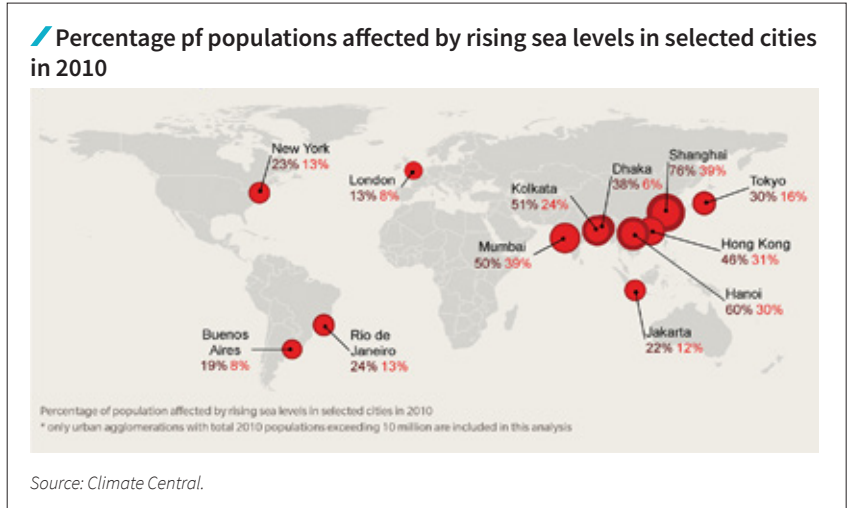 Percentage pf populations affected by rising sea levels in selected cities
in 2010
New York
23% 13%
London
13% 8%
Kolkata
51% 24%
Dhaka
38% 6%
Shanghai
76% 39%
Tokyo
30% 16%
Mumbai
50% 39%
Hong Kong
46% 31%
Hanoi
60% 30%
Jakarta
22% 12%
Buenos
Aires
19% 8%
Rio de
Janeiro
24% 13%
Percentage of population affected by rising sea levels in selected cities in 2010
* only urban agglomerations with total 2010 populations exceeding 10 million are included in this analysis
Source: Climate Central.